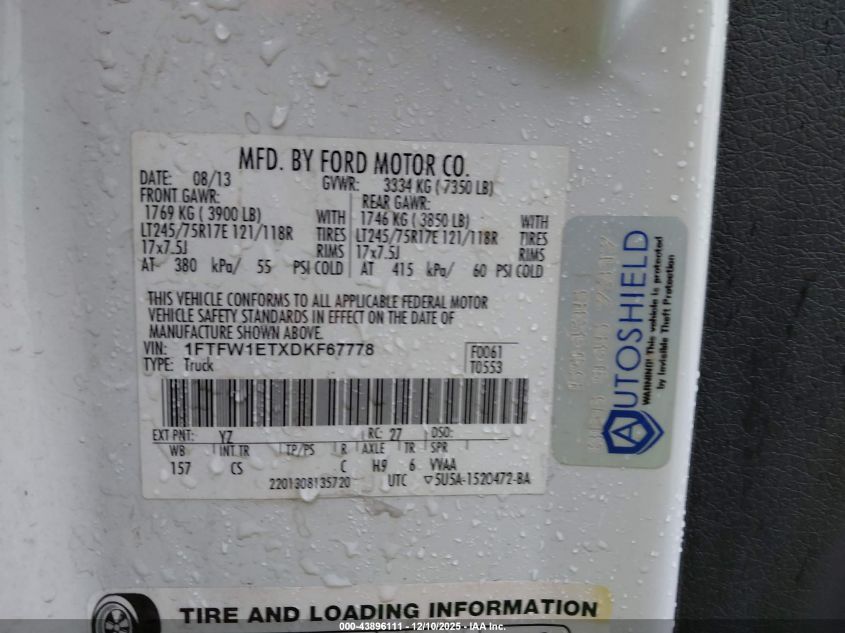 MFD. BY FORD MOTOR CO.
DATE: 08/13 GVWR: 3334 KG ( 7350 LB)
FRONT GAWR: REAR GAWR:
1769 KG ( 3900 LB) WITH 1746 KG ( 3850 LB) WITH
LT245/75R17E 121/118R TIRES LT245/75R17E 121/118R TIRES
17x7.5J RIMS 17x7.5J RIMS
AT 380 kPa/ 55 PSI COLD AT 415 kPa/ 60 PSI COLD
THIS VEHICLE CONFORMS TO ALL APPLICABLE FEDERAL MOTOR
VEHICLE SAFETY STANDARDS IN EFFECT ON THE DATE OF
MANUFACTURE SHOWN ABOVE.
VIN: 1FTFW1ETXDKF67778 F0061
TYPE: Truck T0553
EXT PNT: YZ RC: 27 DSO:
WB INT TR TP/PS R AXLE TR SPR
157 CS C H9 6 VVAA
2201308135720 UTC ▽5U5A-1520472-BA
AUTOSHIELD
WARNING! This vehicle is protected
by Invisible Theft Protection
TIRE AND LOADING INFORMATION
000-43896111 - 12/10/2025 - IAA, Inc.